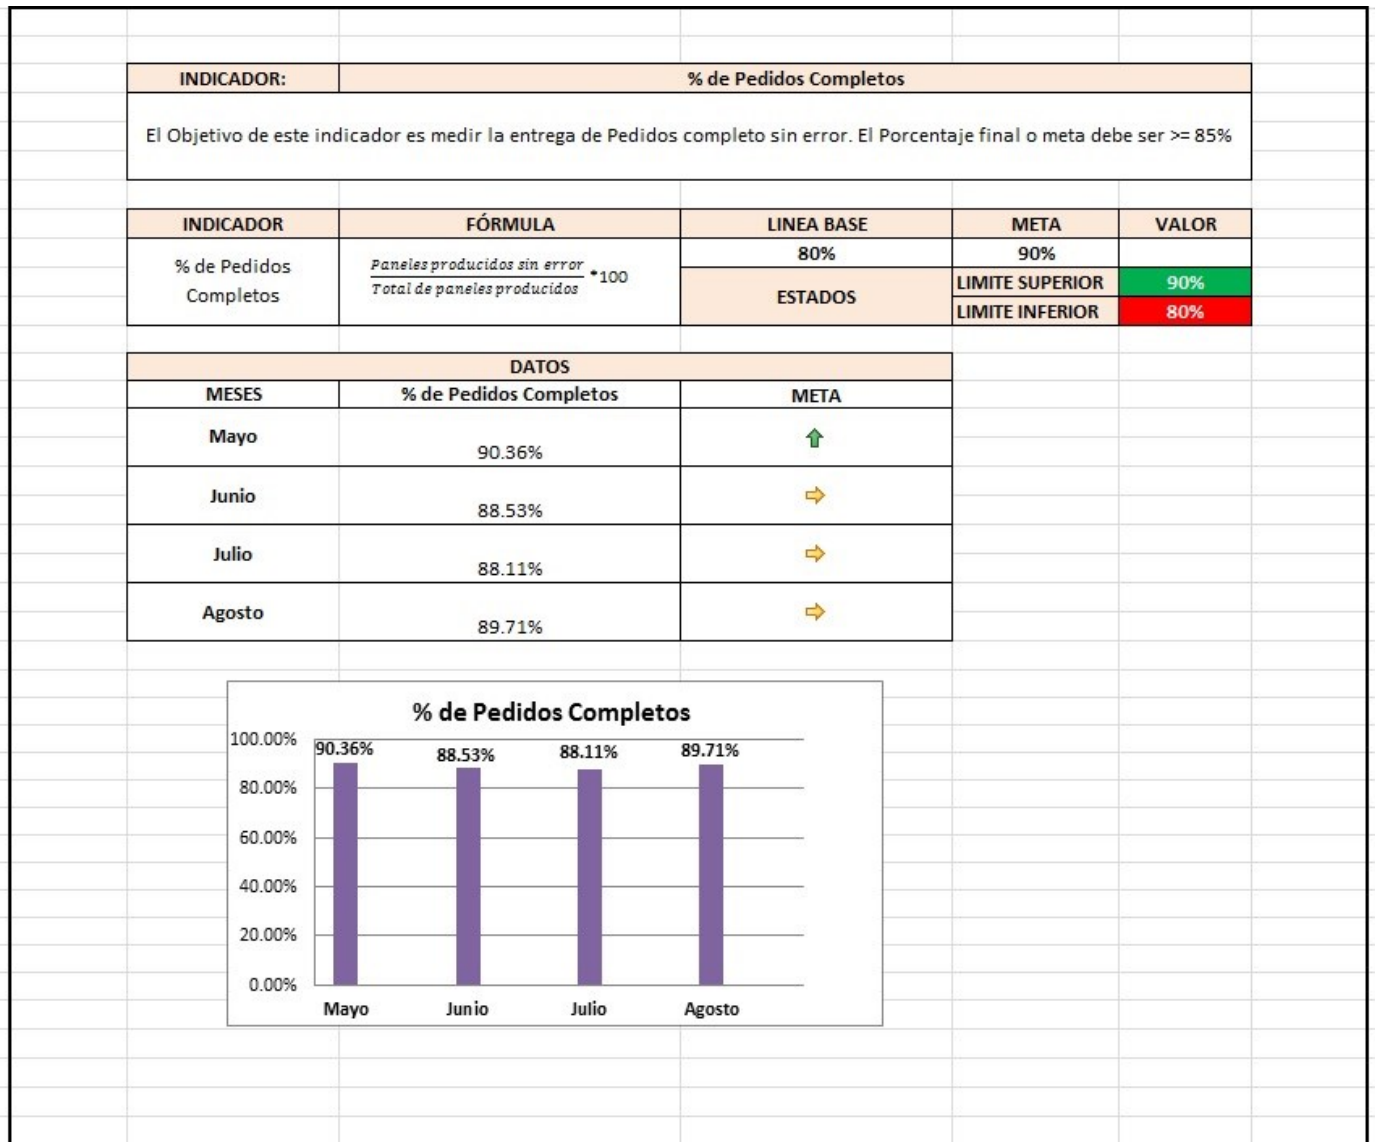 INDICADOR: % de Pedidos Completos
El Objetivo de este indicador es medir la entrega de Pedidos completo sin error. El Porcentaje final o meta debe ser >= 85%
INDICADOR FÓRMULA LINEA BASE META VALOR
% de Pedidos Completos
Paneles producidos sin error
Total de paneles producidos
*100
80% 90%
ESTADOS
LIMITE SUPERIOR 90%
LIMITE INFERIOR 80%
DATOS
MESES % de Pedidos Completos META
Mayo 90.36%
Junio 88.53%
Julio 88.11%
Agosto 89.71%
% de Pedidos Completos
100.00%
80.00%
60.00%
40.00%
20.00%
0.00%
90.36% 88.53% 88.11% 89.71%
Mayo Junio Julio Agosto